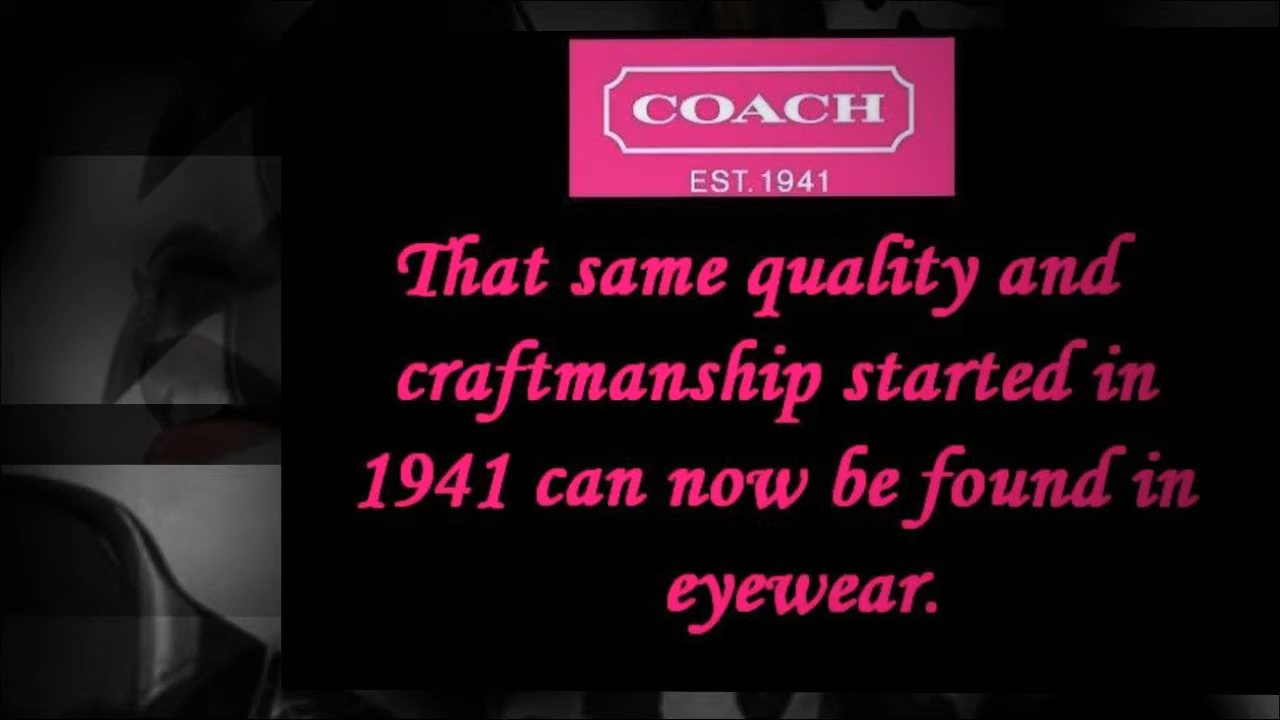 COACH
EST. 1941
That same quality and
craftmanship started in
1941 can now be found in
eyewear.